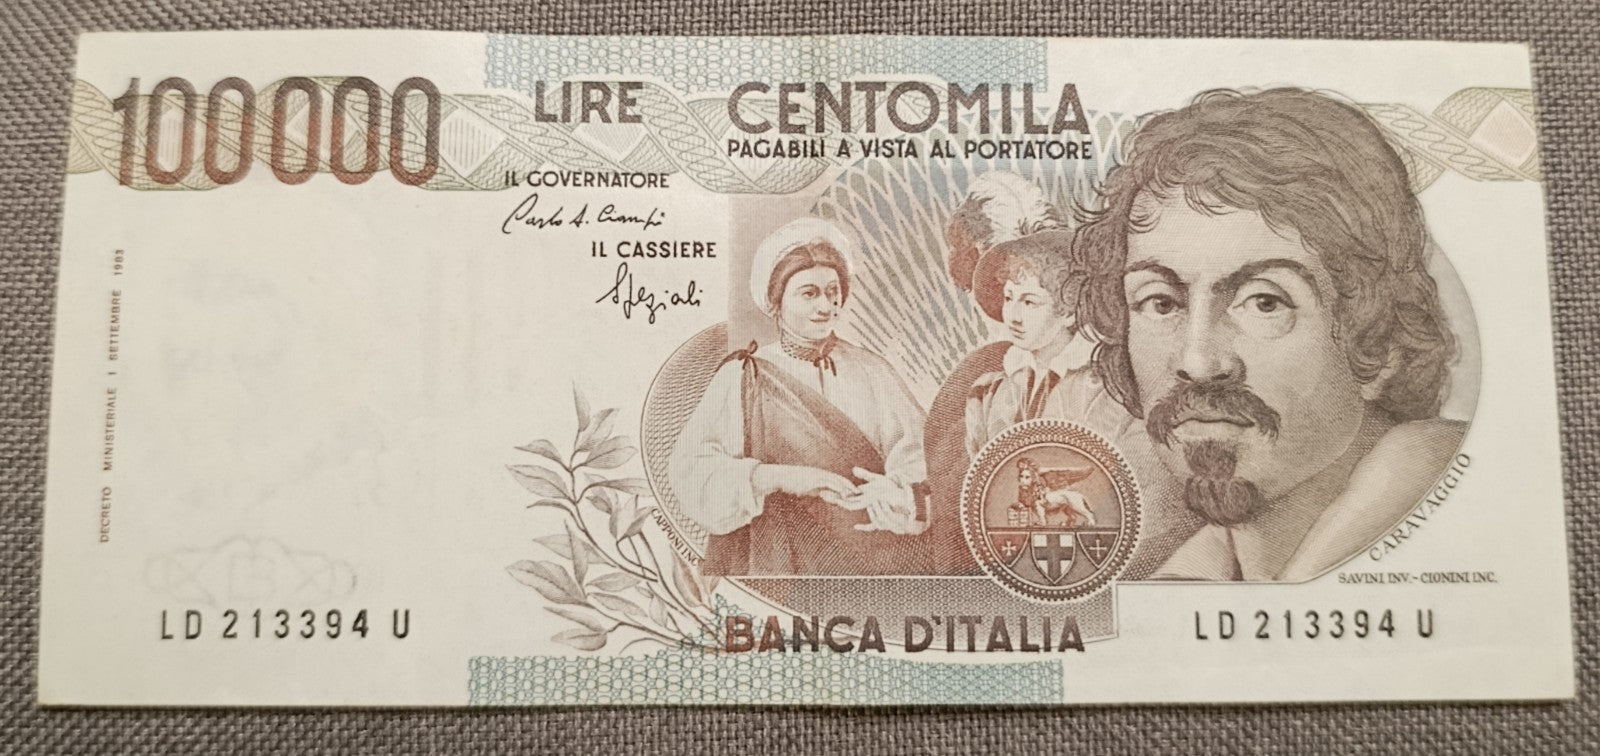 100000
LIRE
CENTOMILA
PAGABILI A VISTA AL PORTATORE
IL GOVERNATORE
Carlo A. Ciampi
IL CASSIERE
Speziali
DECRETO MINISTERIALE 1 SETTEMBRE 1983
CAPPONI INC.
CARAVAGGIO
SAVINI INV. - CIONINI INC.
LD 213394 U
BANCA D'ITALIA
LD 213394 U